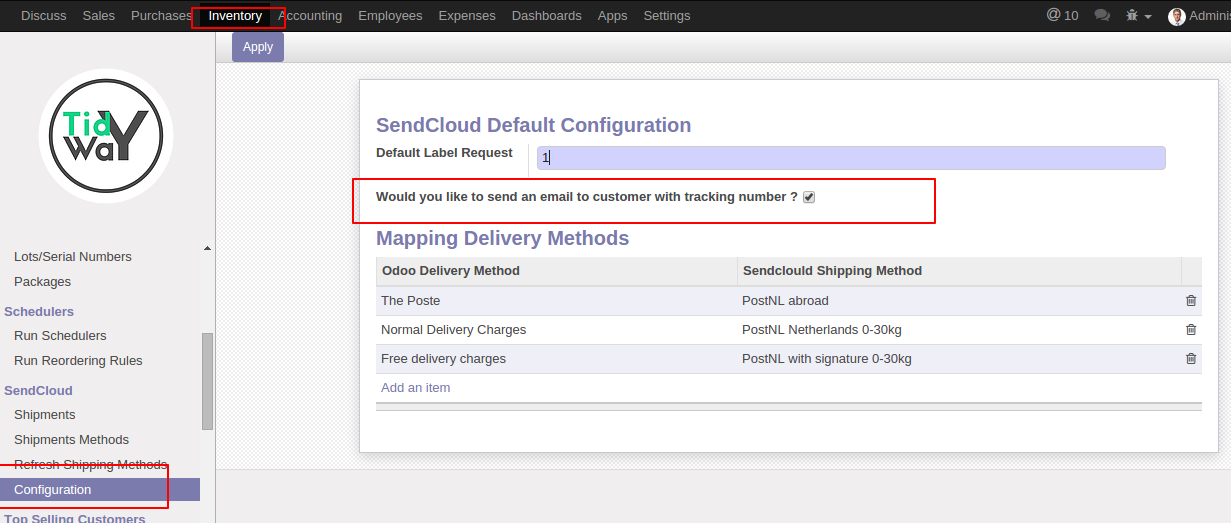 Discuss Sales Purchases Inventory Accounting Employees Expenses Dashboards Apps Settings @ 10 Adminis
Apply
Tidy
Way
SendCloud Default Configuration
Default Label Request 1
Would you like to send an email to customer with tracking number ?
Mapping Delivery Methods
Odoo Delivery Method Sendclould Shipping Method
The Poste PostNL abroad
Normal Delivery Charges PostNL Netherlands 0-30kg
Free delivery charges PostNL with signature 0-30kg
Add an item
Lots/Serial Numbers
Packages
Schedulers
Run Schedulers
Run Reordering Rules
SendCloud
Shipments
Shipments Methods
Refresh Shipping Methods
Configuration
Top Selling Customers